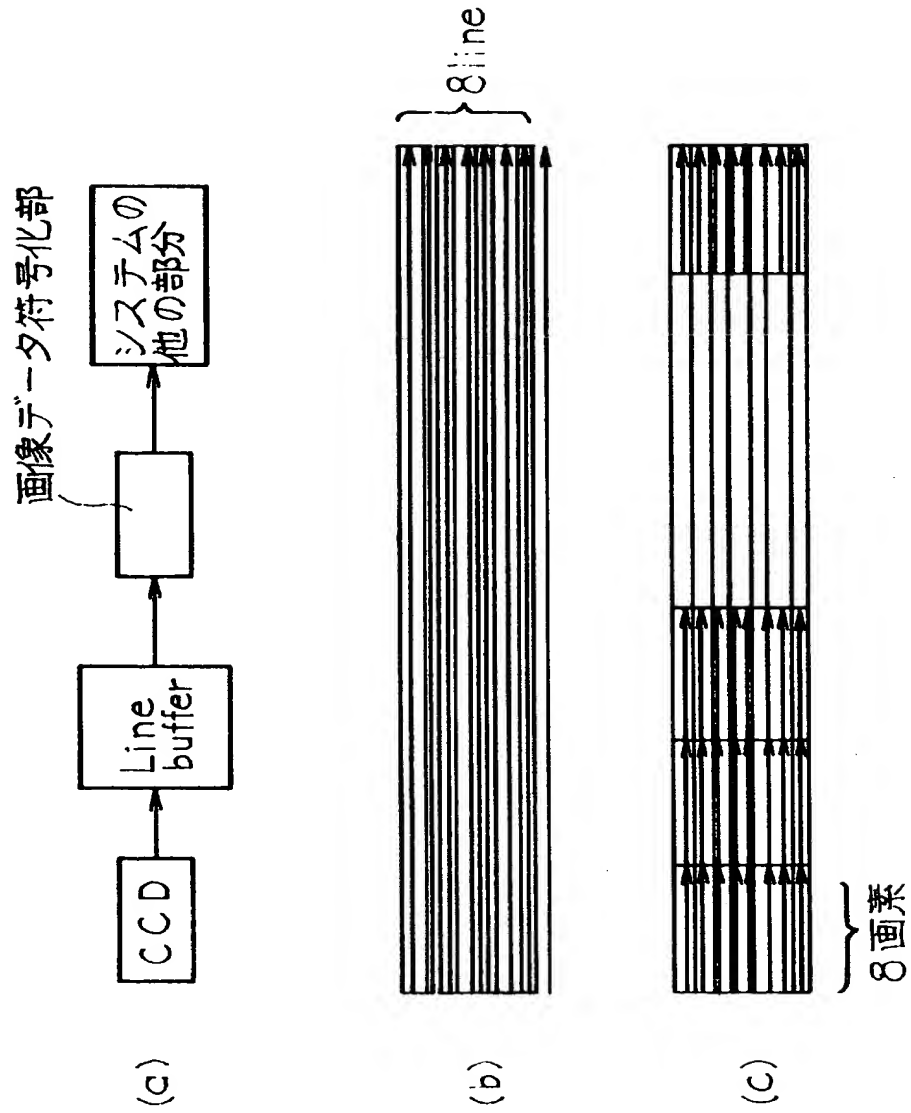 (a)
CCD
Line
buffer
画像データ符号化部
システムの
他の部分
(b)
8line
(c)
8画素